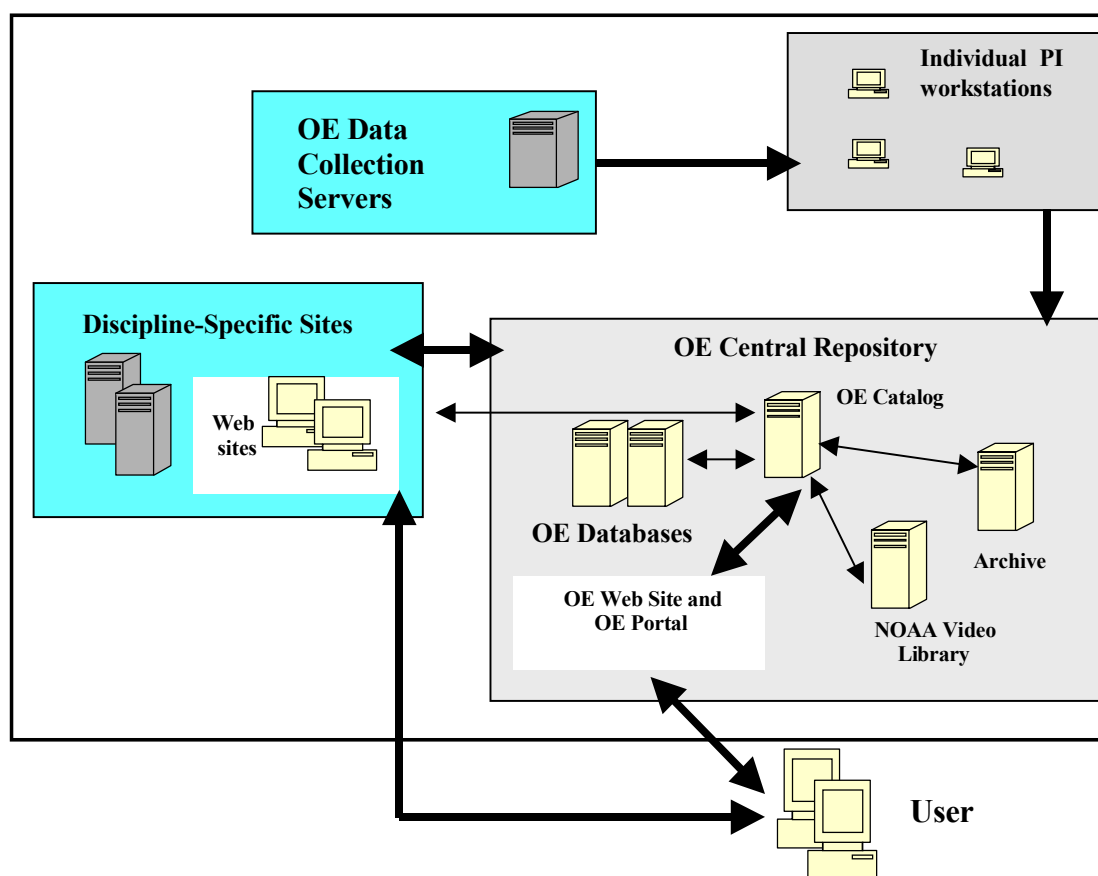 Individual PI
workstations
OE Data
Collection
Servers
Discipline-Specific Sites
Web
sites
OE Central Repository
OE Catalog
OE Databases
Archive
OE Web Site and
OE Portal
NOAA Video
Library
User